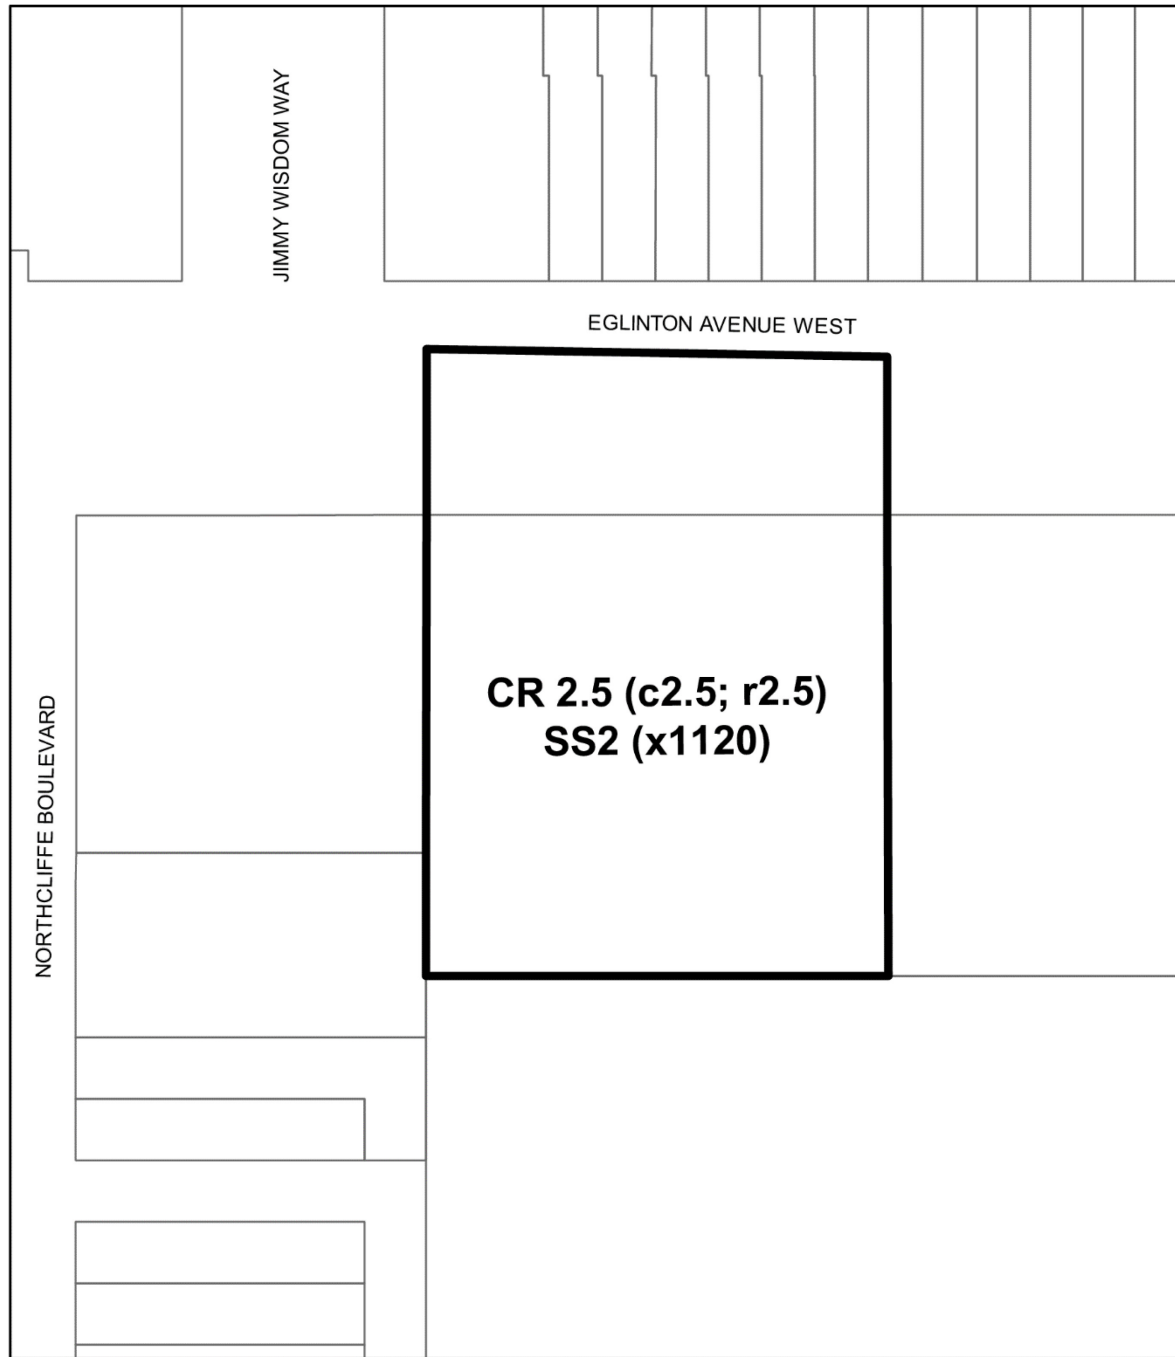 JIMMY WISDOM WAY
EGLINTON AVENUE WEST
CR 2.5 (c2.5; r2.5)
SS2 (x1120)
NORTHCLIFFE BOULEVARD